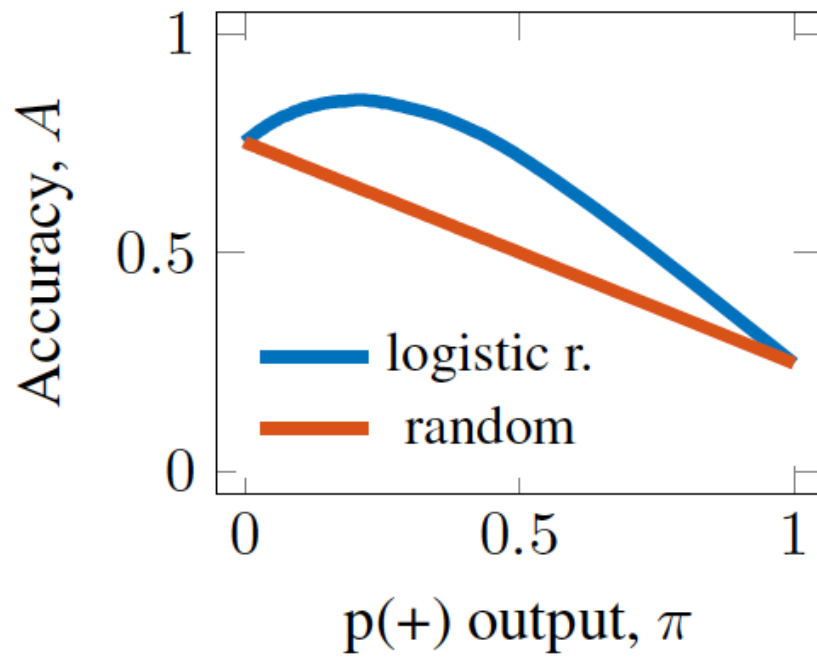 Accuracy, A
1
0.5
0
logistic r.
random
0
0.5
1
p(+) output, π